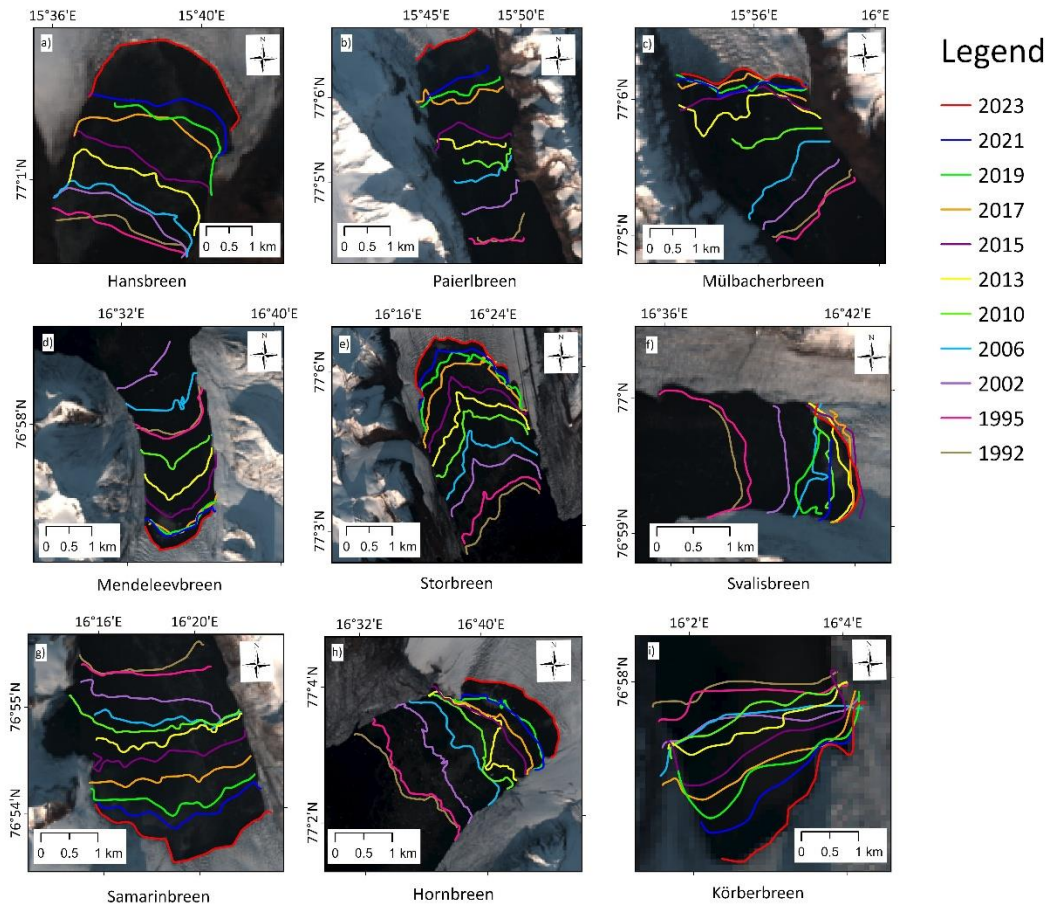 15°36'E 15°40'E
a)
N
77°1'N
0 0.5 1 km
Hansbreen
15°45'E 15°50'E
b)
N
77°6'N
77°5'N
0 0.5 1 km
Paierlbreen
15°56'E 16°E
c)
N
77°6'N
77°5'N
0 0.5 1 km
Mülbacherbreen
16°32'E 16°40'E
d)
N
76°58'N
0 0.5 1 km
Mendeleevbreen
16°16'E 16°24'E
e)
N
77°6'N
77°3'N
0 0.5 1 km
Storbreen
16°36'E 16°42'E
f)
N
77°N
76°59'N
0 0.5 1 km
Svalisbreen
16°16'E 16°20'E
g)
N
76°55'N
76°54'N
0 0.5 1 km
Samarinbreen
16°32'E 16°40'E
h)
N
77°4'N
77°2'N
0 0.5 1 km
Hornbreen
16°2'E 16°4'E
i)
N
76°58'N
0 0.5 1 km
Körberbreen
Legend
2023
2021
2019
2017
2015
2013
2010
2006
2002
1995
1992